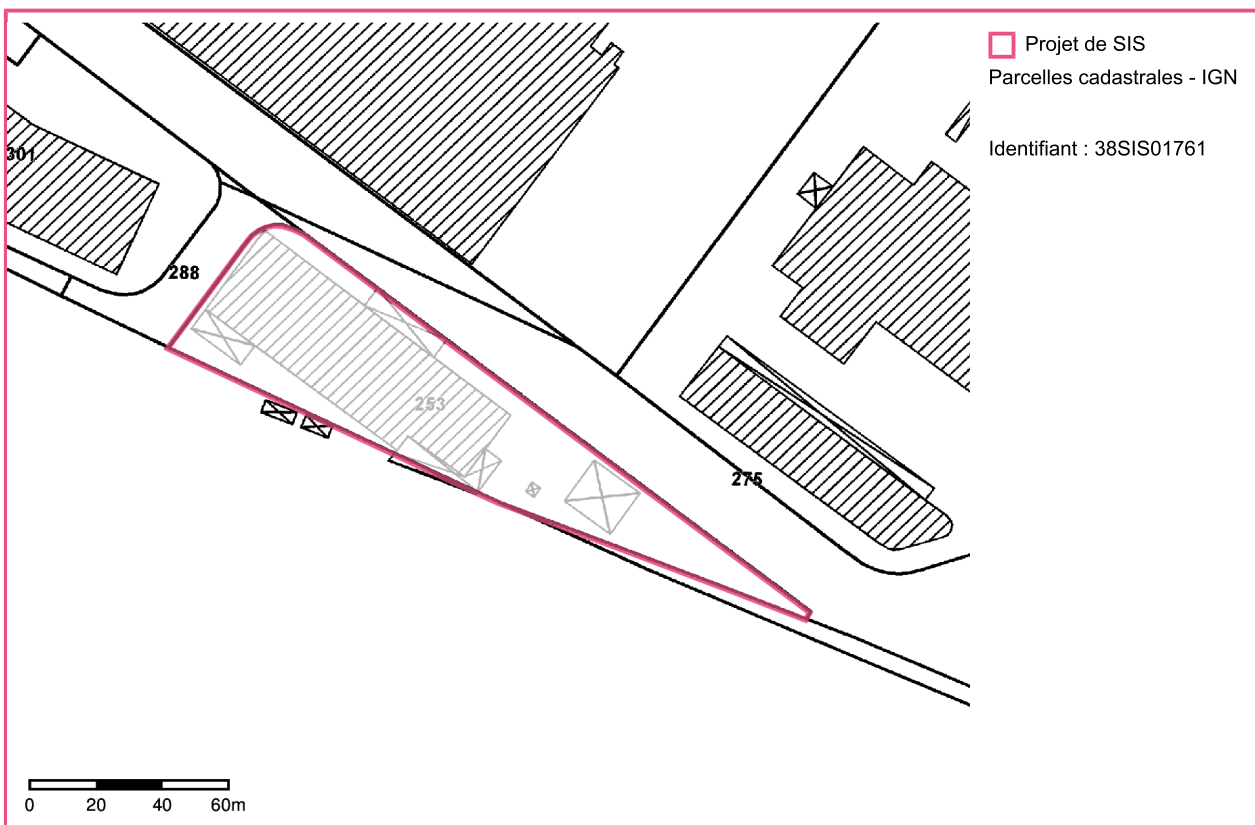 Projet de SIS
Parcelles cadastrales - IGN
Identifiant : 38SIS01761
301
288
253
275
0 20 40 60m